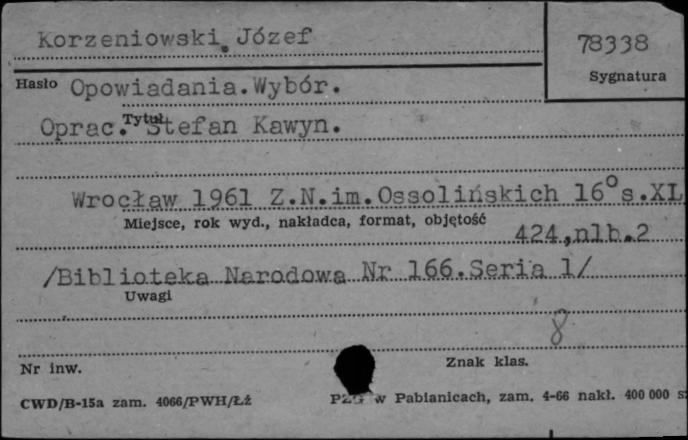 Korzeniowski, Józef
78338
Sygnatura
Hasło Opowiadania.Wybór.
Tytuł
Oprac. Stefan Kawyn.
Wrocław 1961 Z.N.im.Ossolińskich 16° s.XL
Miejsce, rok wyd., nakładca, format, objętość
424,nlb.2
/Biblioteka Narodowa Nr 166.Seria 1/
Uwagi
8
Nr inw.
Znak klas.
CWD/B-15a zam. 4066/PWH/Łź
w Pabianicach, zam. 4-66 nakł. 400 000